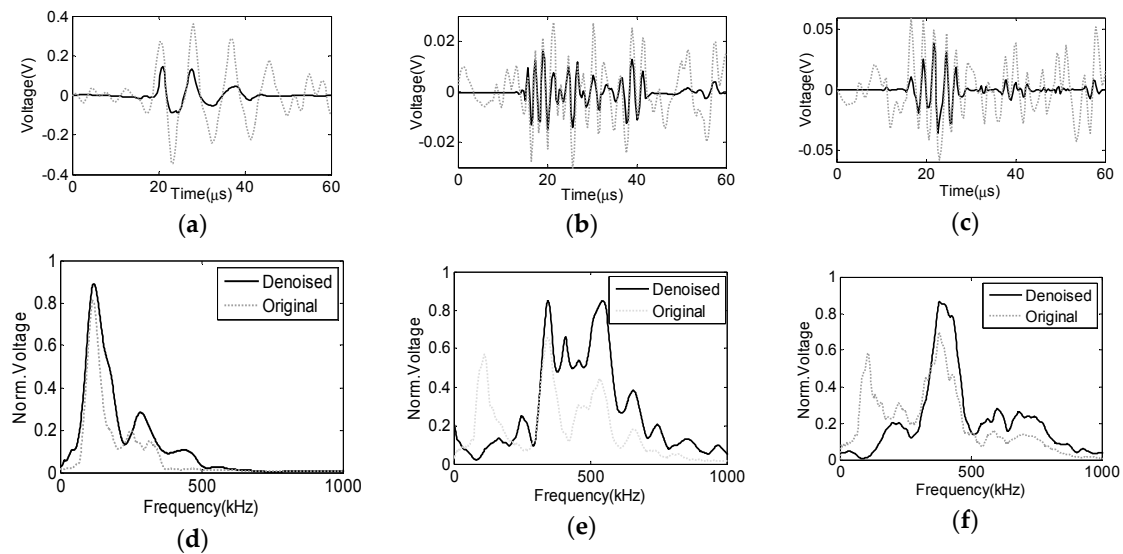 0.4
0.2
0
-0.2
-0.4
Voltage(V)
0
20
40
60
Time(μs)
(a)
0.02
0
-0.02
Voltage(V)
0
20
40
60
Time(μs)
(b)
0.05
0
-0.05
Voltage(V)
0
20
40
60
Time(μs)
(c)
1
0.8
0.6
0.4
0.2
0
Norm.Voltage
Denoised
Original
0
500
1000
Frequency(kHz)
(d)
1
0.8
0.6
0.4
0.2
0
Norm.Voltage
Denoised
Original
0
500
1000
Frequency(kHz)
(e)
1
0.8
0.6
0.4
0.2
0
Norm.Voltage
Denoised
Original
0
500
1000
Frequency(kHz)
(f)